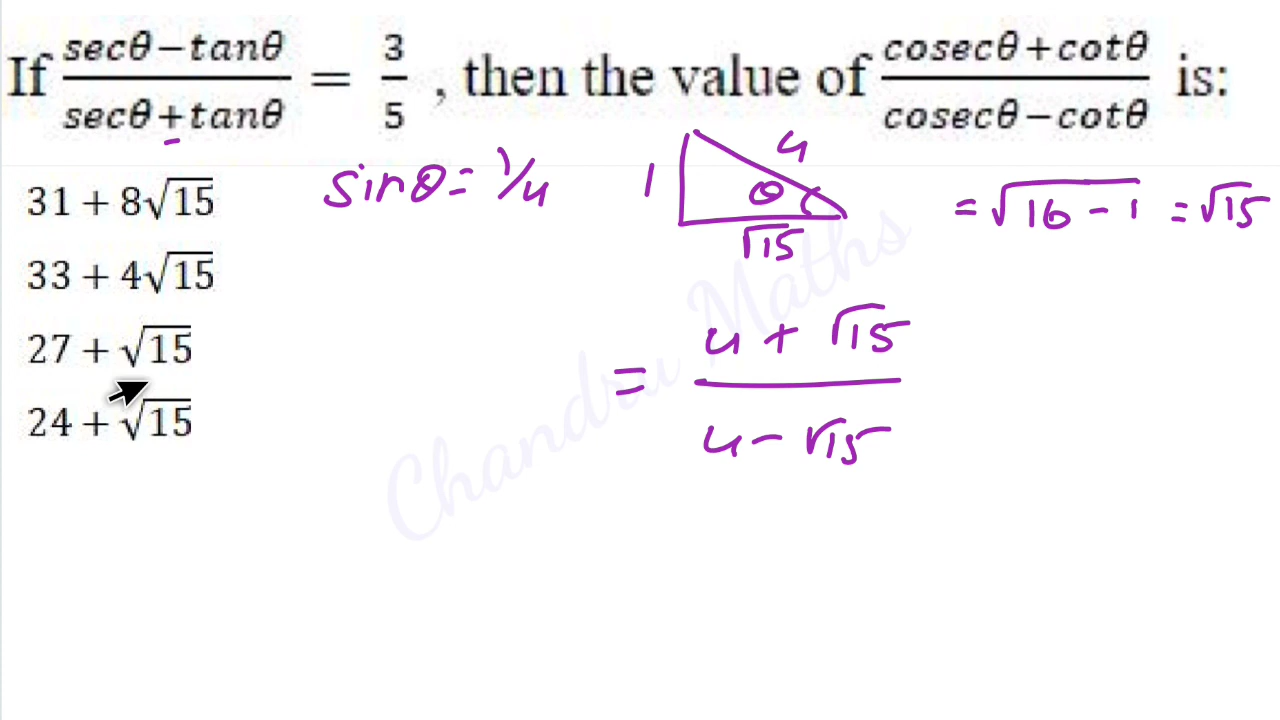 If (secθ−tanθ)/(secθ+tanθ) = 3/5 , then the value of (cosecθ+cotθ)/(cosecθ−cotθ) is:
31 + 8√15
sinθ = 1/4
1 4 θ √15
= √16 − 1 = √15
33 + 4√15
27 + √15
24 + √15
= (4 + √15)/(4 − √15)
Chandra Maths